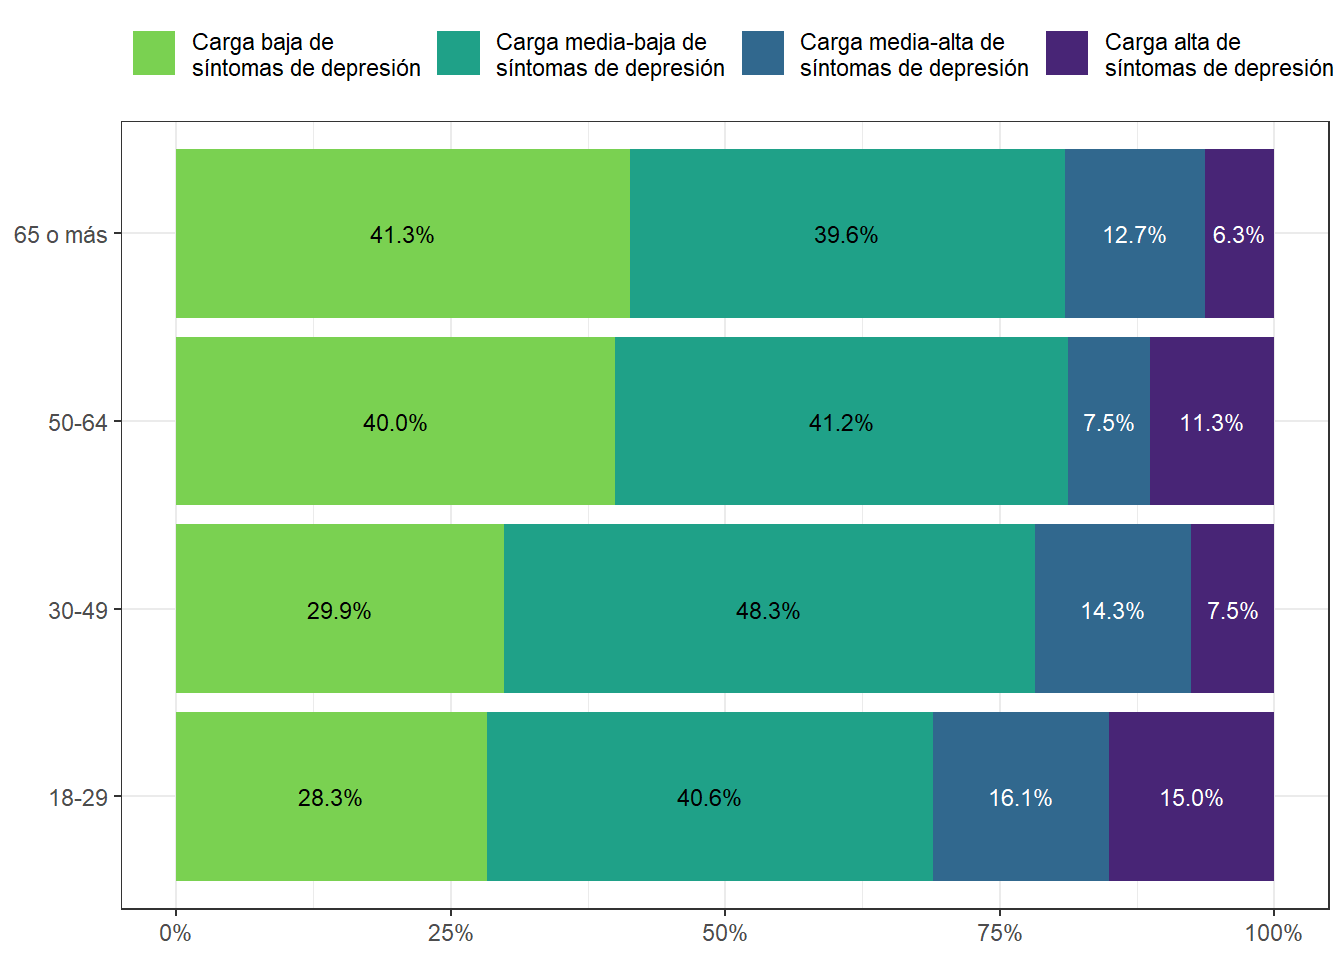 Carga baja de
síntomas de depresión
Carga media-baja de
síntomas de depresión
Carga media-alta de
síntomas de depresión
Carga alta de
síntomas de depresión
65 o más
41.3%
39.6%
12.7%
6.3%
50-64
40.0%
41.2%
7.5%
11.3%
30-49
29.9%
48.3%
14.3%
7.5%
18-29
28.3%
40.6%
16.1%
15.0%
0%
25%
50%
75%
100%